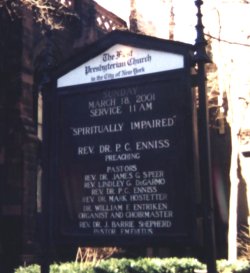 The First
Presbyterian Church
in the City of New York
SUNDAY
MARCH 18, 2001
SERVICE 11 AM
"SPIRITUALLY IMPAIRED"
REV. DR. P. C. ENNISS
PREACHING
PASTORS
REV. DR. JAMES G SPEER
REV. LINDLEY G. DeGARMO
REV. DR. P.C. ENNISS
REV. DR. MARK HOSTETTER
DR. WILLIAM F. ENTRIKEN
ORGANIST AND CHOIRMASTER
REV. DR. J. BARRIE SHEPHERD
PASTOR EMERITUS